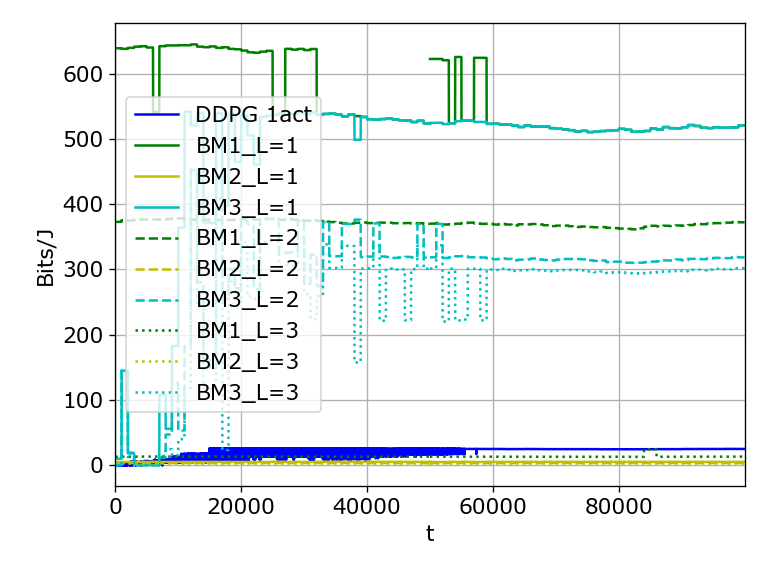 600
500
400
300
200
100
0
Bits/J
DDPG 1act
BM1_L=1
BM2_L=1
BM3_L=1
BM1_L=2
BM2_L=2
BM3_L=2
BM1_L=3
BM2_L=3
BM3_L=3
0 20000 40000 60000 80000
t